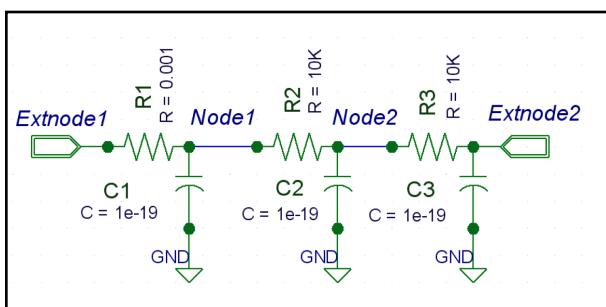 Extnode1
R1
R = 0.001
Node1
R2
R = 10K
Node2
R3
R = 10K
Extnode2
C1
C = 1e-19
C2
C = 1e-19
C3
C = 1e-19
GND
GND
GND